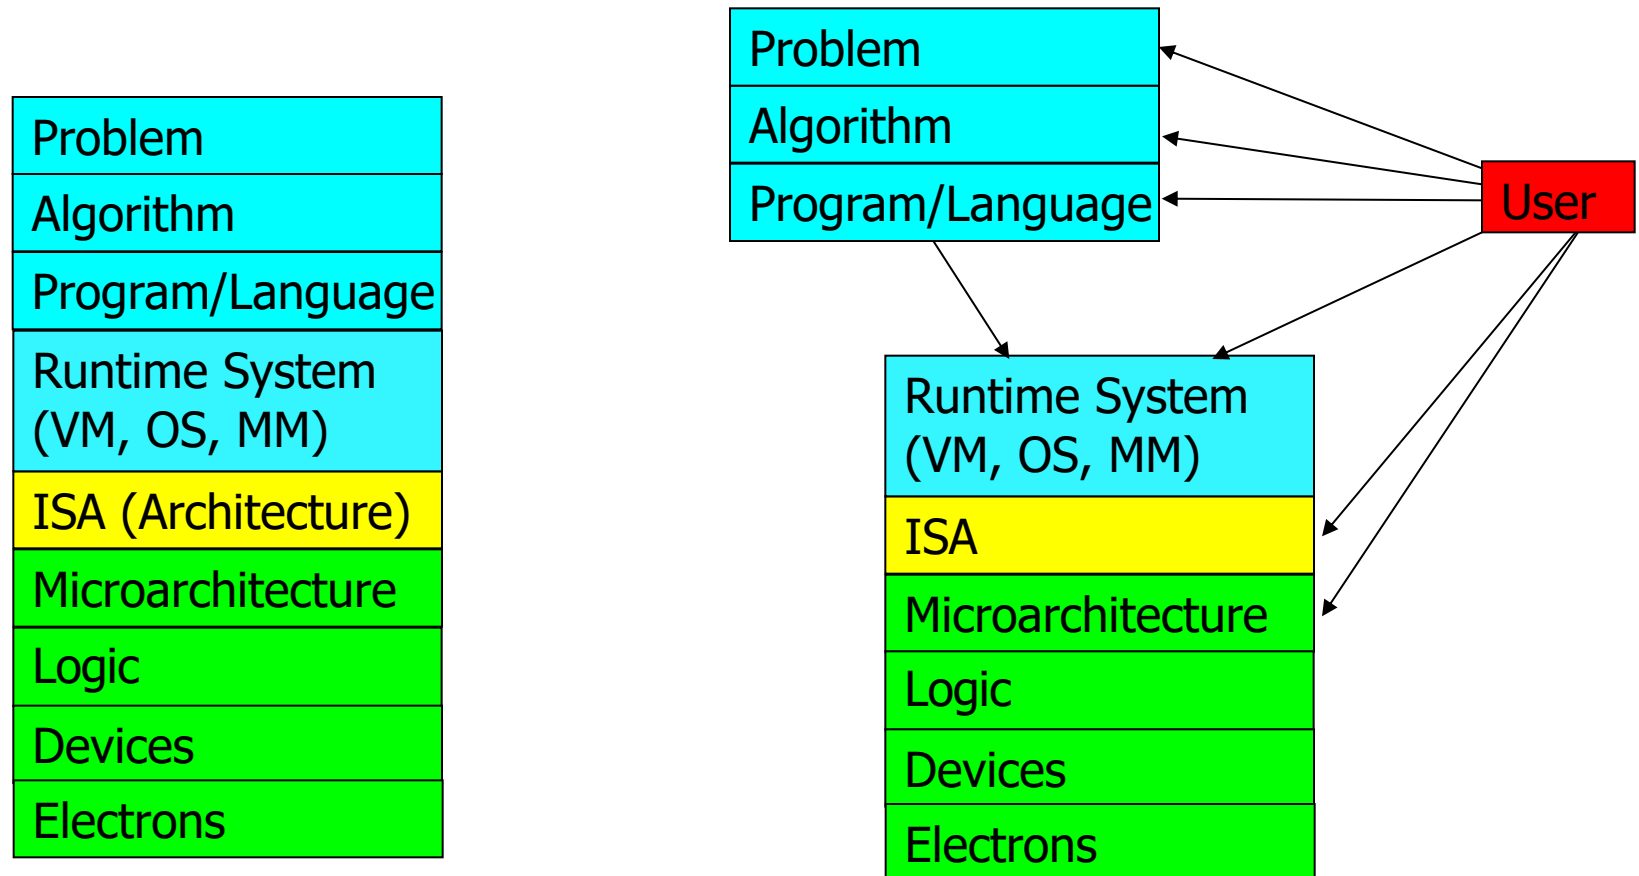 Problem
Algorithm
Program/Language
Runtime System
(VM, OS, MM)
ISA (Architecture)
Microarchitecture
Logic
Devices
Electrons
Problem
Algorithm
Program/Language
User
Runtime System
(VM, OS, MM)
ISA
Microarchitecture
Logic
Devices
Electrons